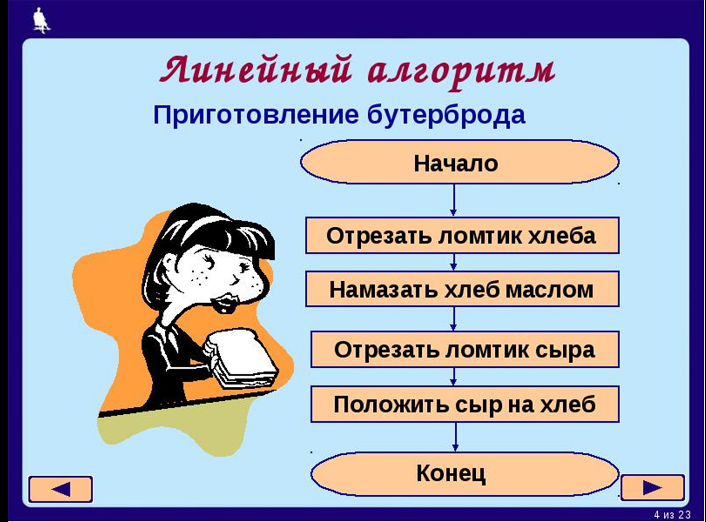 Линейный алгоритм
Приготовление бутерброда
Начало
Отрезать ломтик хлеба
Намазать хлеб маслом
Отрезать ломтик сыра
Положить сыр на хлеб
Конец
4 из 23